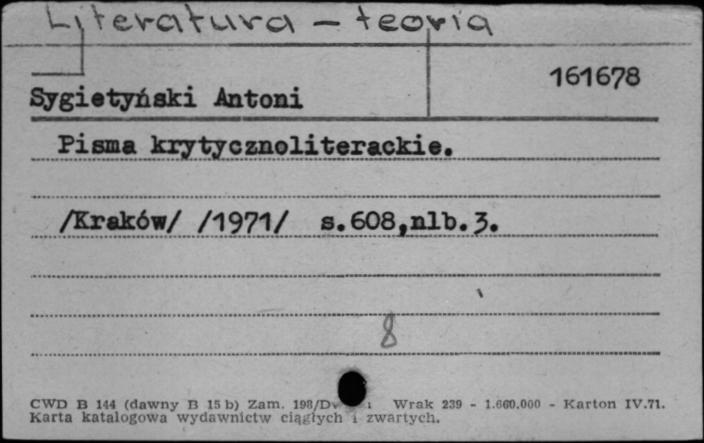 Literatura - teoria
161678
Sygietyński Antoni
Pisma krytycznoliterackie.
/Kraków/ /1971/ s.608,nlb.3.
8
CWD B 144 (dawny B 15 b) Zam. 198/D Wrak 239 - 1.660.000 - Karton IV.71.
Karta katalogowa wydawnictw ciągłych i zwartych.